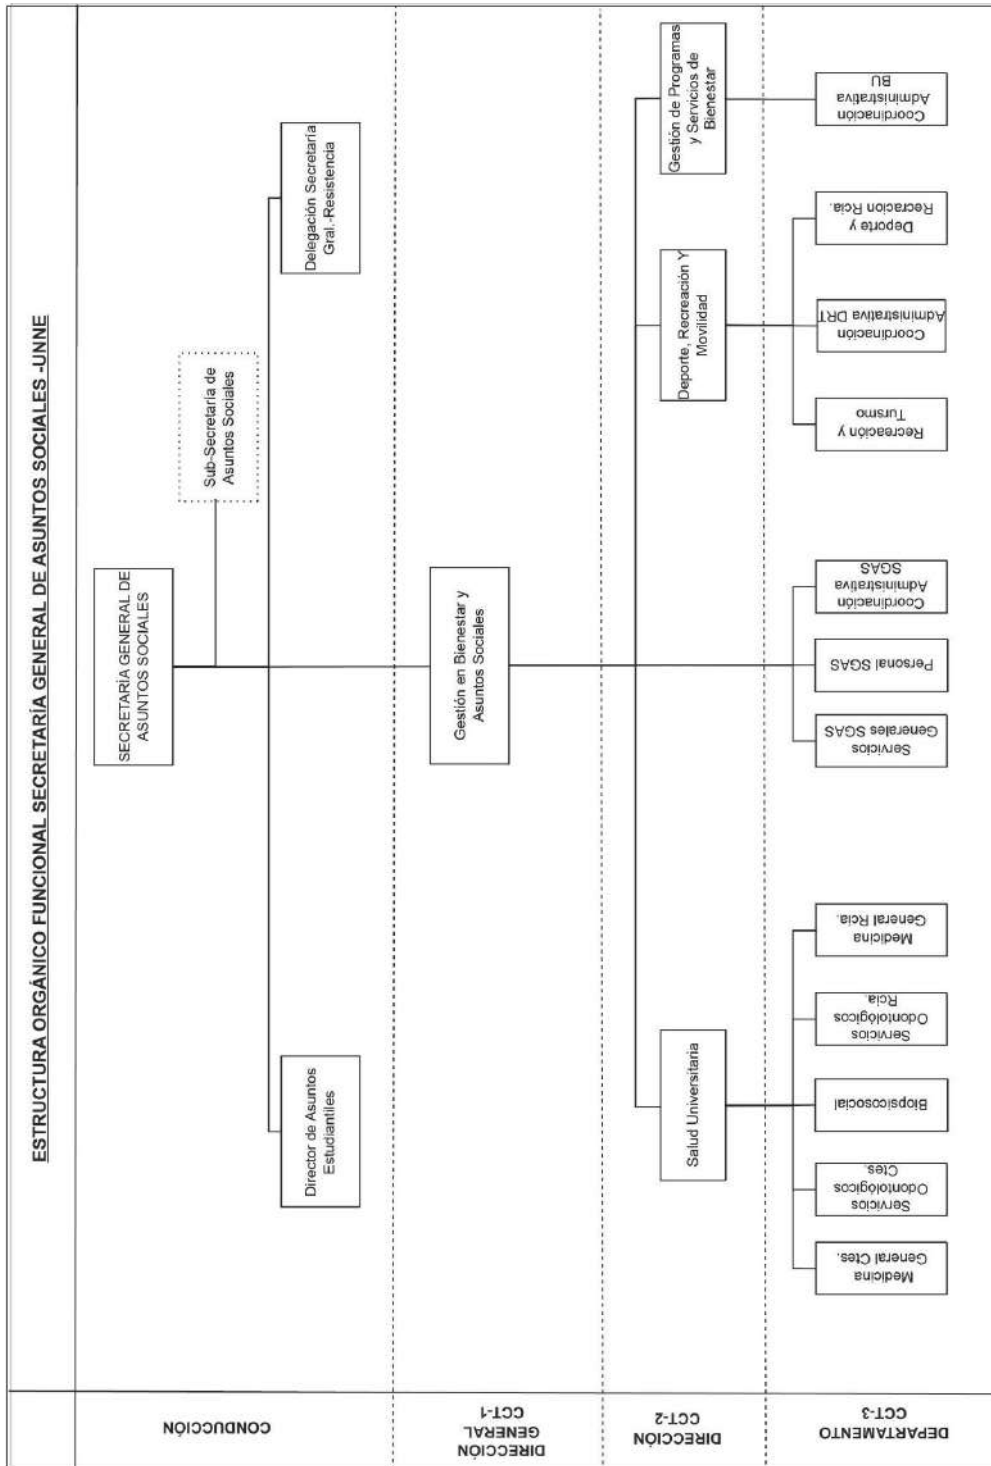 ESTRUCTURA ORGÁNICO FUNCIONAL SECRETARÍA GENERAL DE ASUNTOS SOCIALES -UNNE
CONDUCCIÓN
SECRETARÍA GENERAL DE
ASUNTOS SOCIALES
Sub-Secretaría de
Asuntos Sociales
Director de Asuntos
Estudiantiles
Delegación Secretaría
Gral.-Resistencia
DIRECCIÓN
GENERAL
CCT-1
Gestión en Bienestar y
Asuntos Sociales
DIRECCIÓN
CCT-2
Salud Universitaria
Deporte, Recreación Y
Movilidad
Gestión de Programas
y Servicios de
Bienestar
DEPARTAMENTO
CCT-3
Medicina
General Ctes.
Servicios
Odontológicos
Ctes.
Biopsicosocial
Servicios
Odontológicos
Rcia.
Medicina
General Rcia.
Servicios
Generales SGAS
Personal SGAS
Coordinación
Administrativa
SGAS
Recreación y
Tursmo
Coordinación
Administrativa DRT
Deporte y
Recracion Rcia.
Coordinación
Administrativa
BU